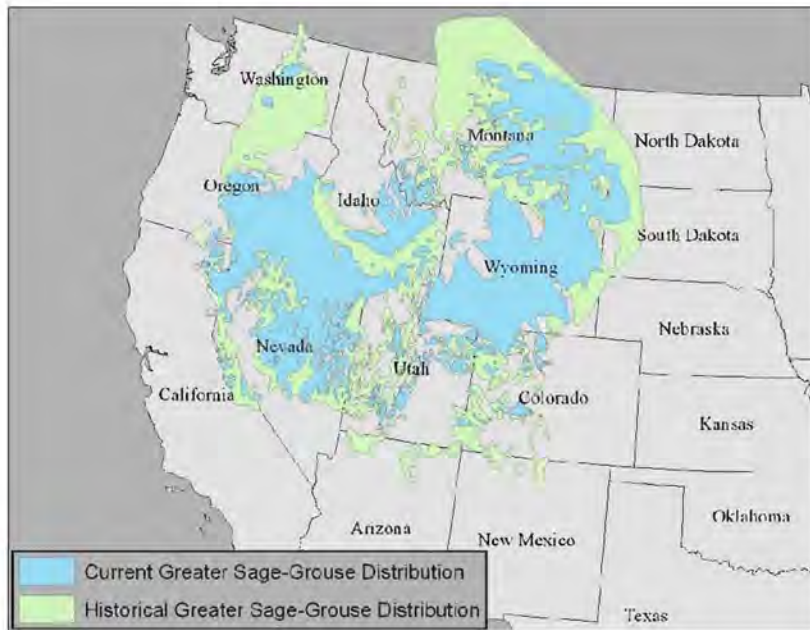 Washington
Montana
North Dakota
Oregon
Idaho
South Dakota
Wyoming
Nebraska
Nevada
Utah
California
Colorado
Kansas
Oklahoma
Arizona
New Mexico
Texas
Current Greater Sage-Grouse Distribution
Historical Greater Sage-Grouse Distribution